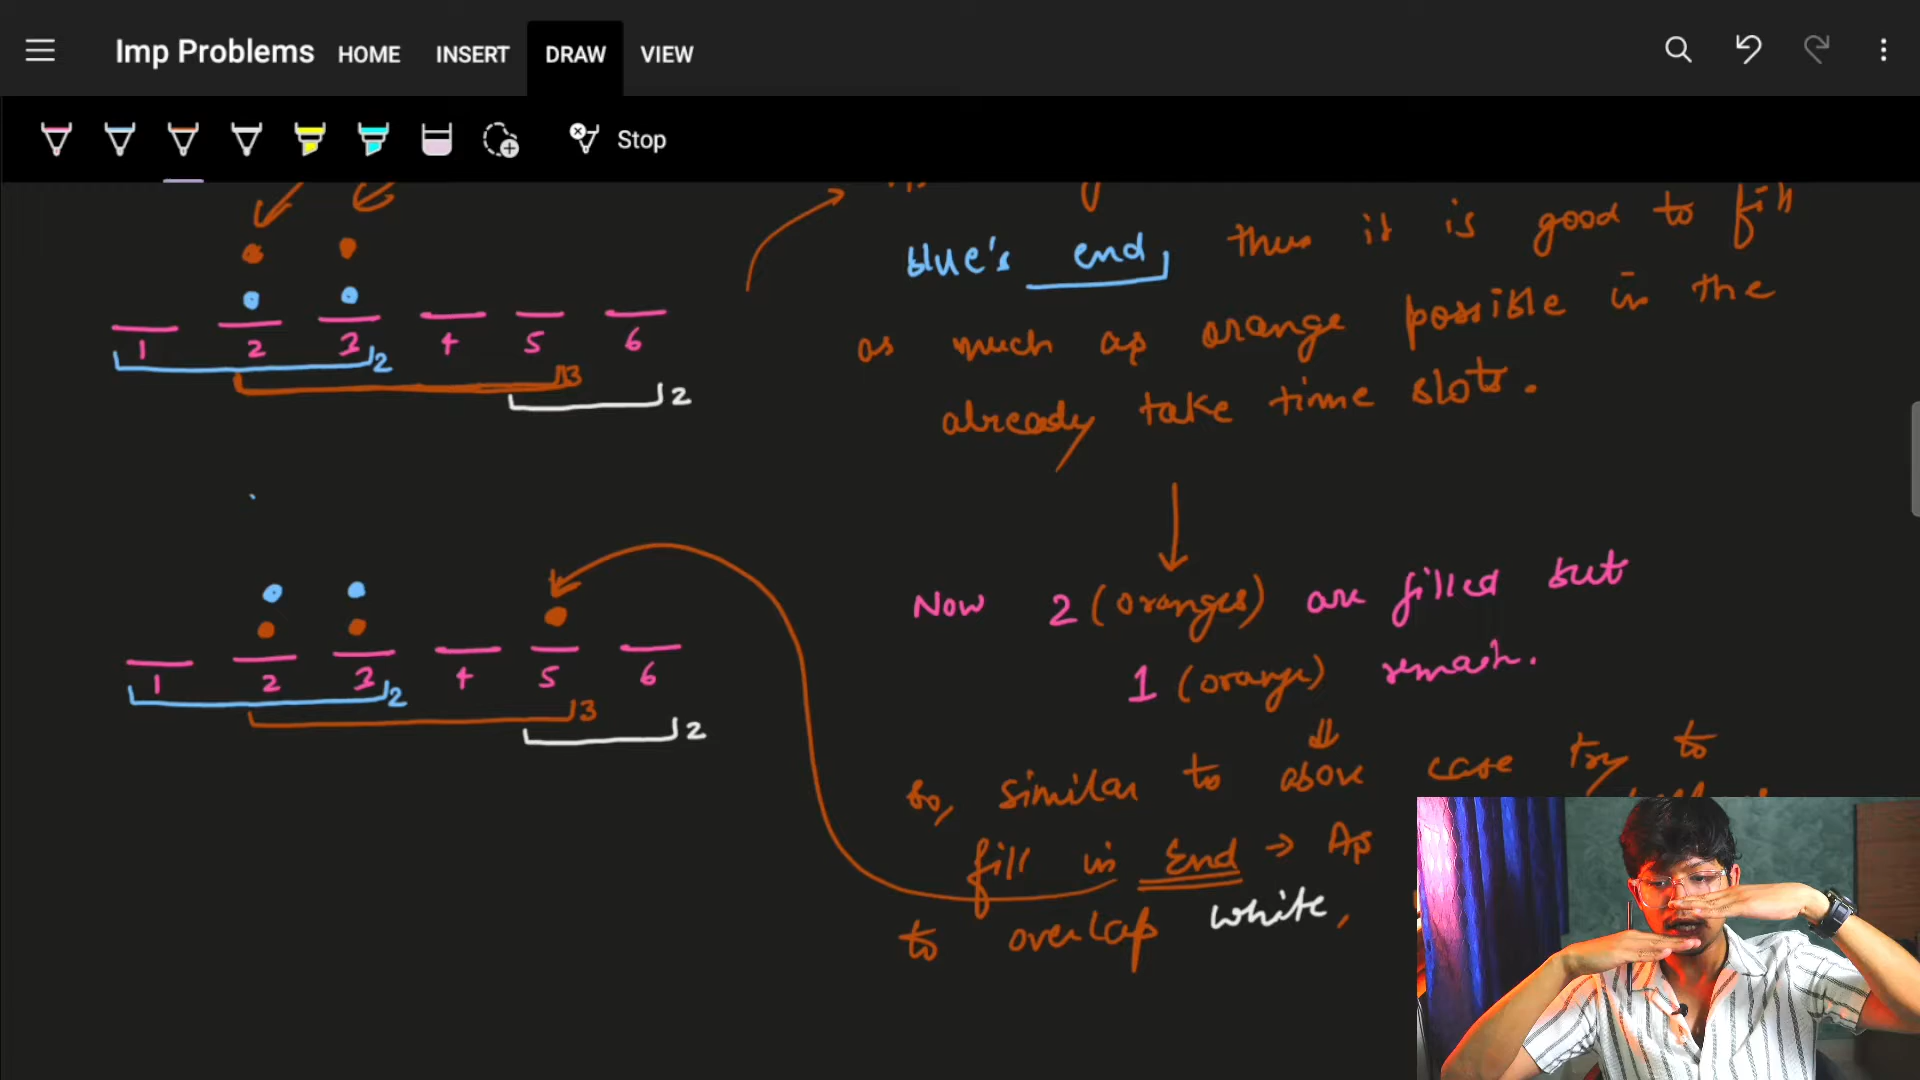 Imp Problems HOME INSERT DRAW VIEW
Stop
blue's end, thus it is good to fill
as much as orange possible in the
already take time slots.
1 2 3 4 5 6
2
3
2
Now 2 (oranges) are filled but
1 (orange) remain.
1 2 3 4 5 6
2
3
2
so, similar to above case try to
fill in End → As
to overlap white,